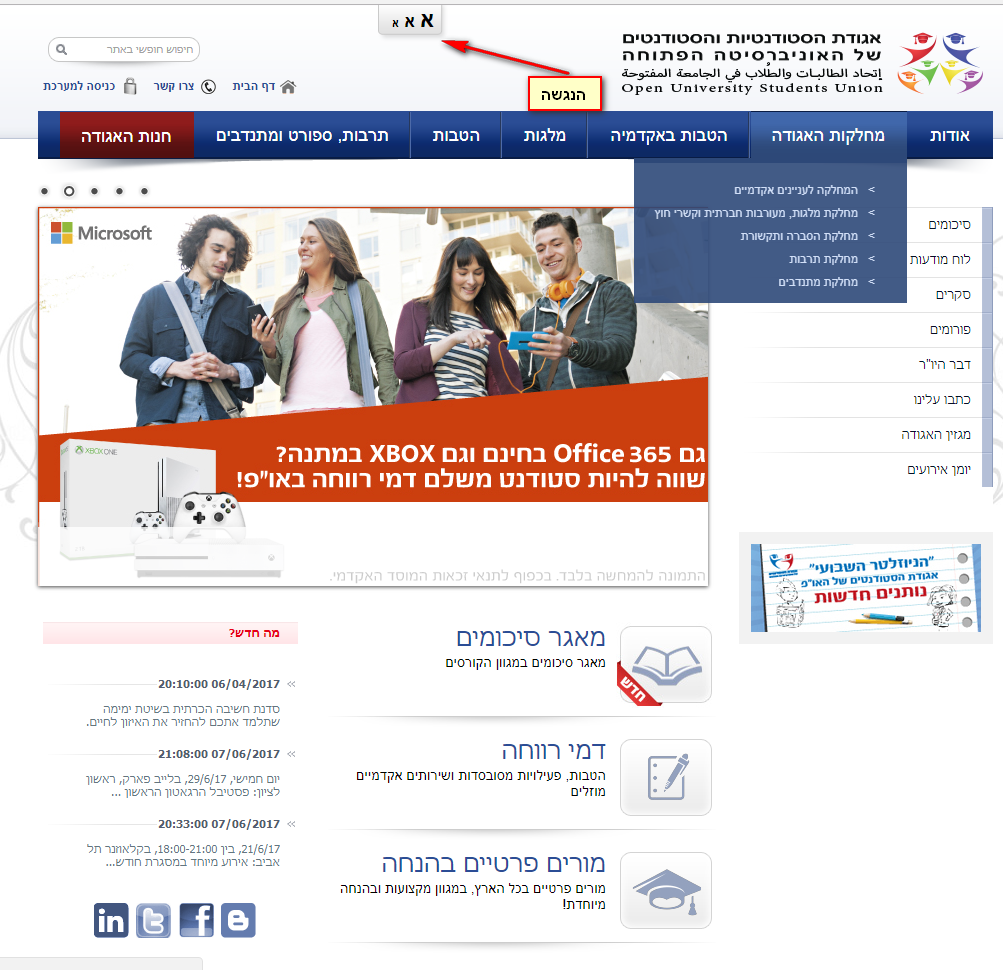 א א א
הנגשה
אגודת הסטודנטיות והסטודנטים
של האוניברסיטה הפתוחה
إتحاد الطالبات والطُلاب في الجامعة المفتوحة
Open University Students Union
חיפוש חופשי באתר
דף הבית
צרו קשר
כניסה למערכת
אודות
מחלקות האגודה
הטבות באקדמיה
מלגות
הטבות
תרבות, ספורט ומתנדבים
חנות האגודה
> המחלקה לעניינים אקדמיים
> מחלקת מלגות, מעורבות חברתית וקשרי חוץ
> מחלקת הסברה ותקשורת
> מחלקת תרבות
> מחלקת מתנדבים
סיכומים
לוח מודעות
סקרים
פורומים
דבר היו"ר
כתבו עלינו
מגזין האגודה
יומן אירועים
Microsoft
XBOX ONE
גם Office 365 בחינם וגם XBOX במתנה?
שווה להיות סטודנט משלם דמי רווחה באו"פ!
התמונה להמחשה בלבד. בכפוף לתנאי זכאות המוסד האקדמי.
"הניוזלטר השבועי"
אגודת הסטודנטים של האו"פ
נותנים חדשות
מאגר סיכומים
מאגר סיכומים במגוון הקורסים
חדש
דמי רווחה
הטבות, פעילויות מסובסדות ושירותים אקדמיים
מוזלים
מורים פרטיים בהנחה
מורים פרטיים בכל הארץ, במגוון מקצועות ובהנחה
מיוחדת!
מה חדש?
20:10:00 06/04/2017
סדנת חשיבה הכרתית בשיטת ימימה
שתלמד אתכם להחזיר את האיזון לחיים.
21:08:00 07/06/2017
יום חמישי, 29/6/17, בלייב פארק, ראשון
לציון: פסטיבל הרגאטון הראשון ...
20:33:00 07/06/2017
21/6/17, בין 18:00-21:00, בקלאוזנר תל
אביב: אירוע מיוחד במסגרת חודש...